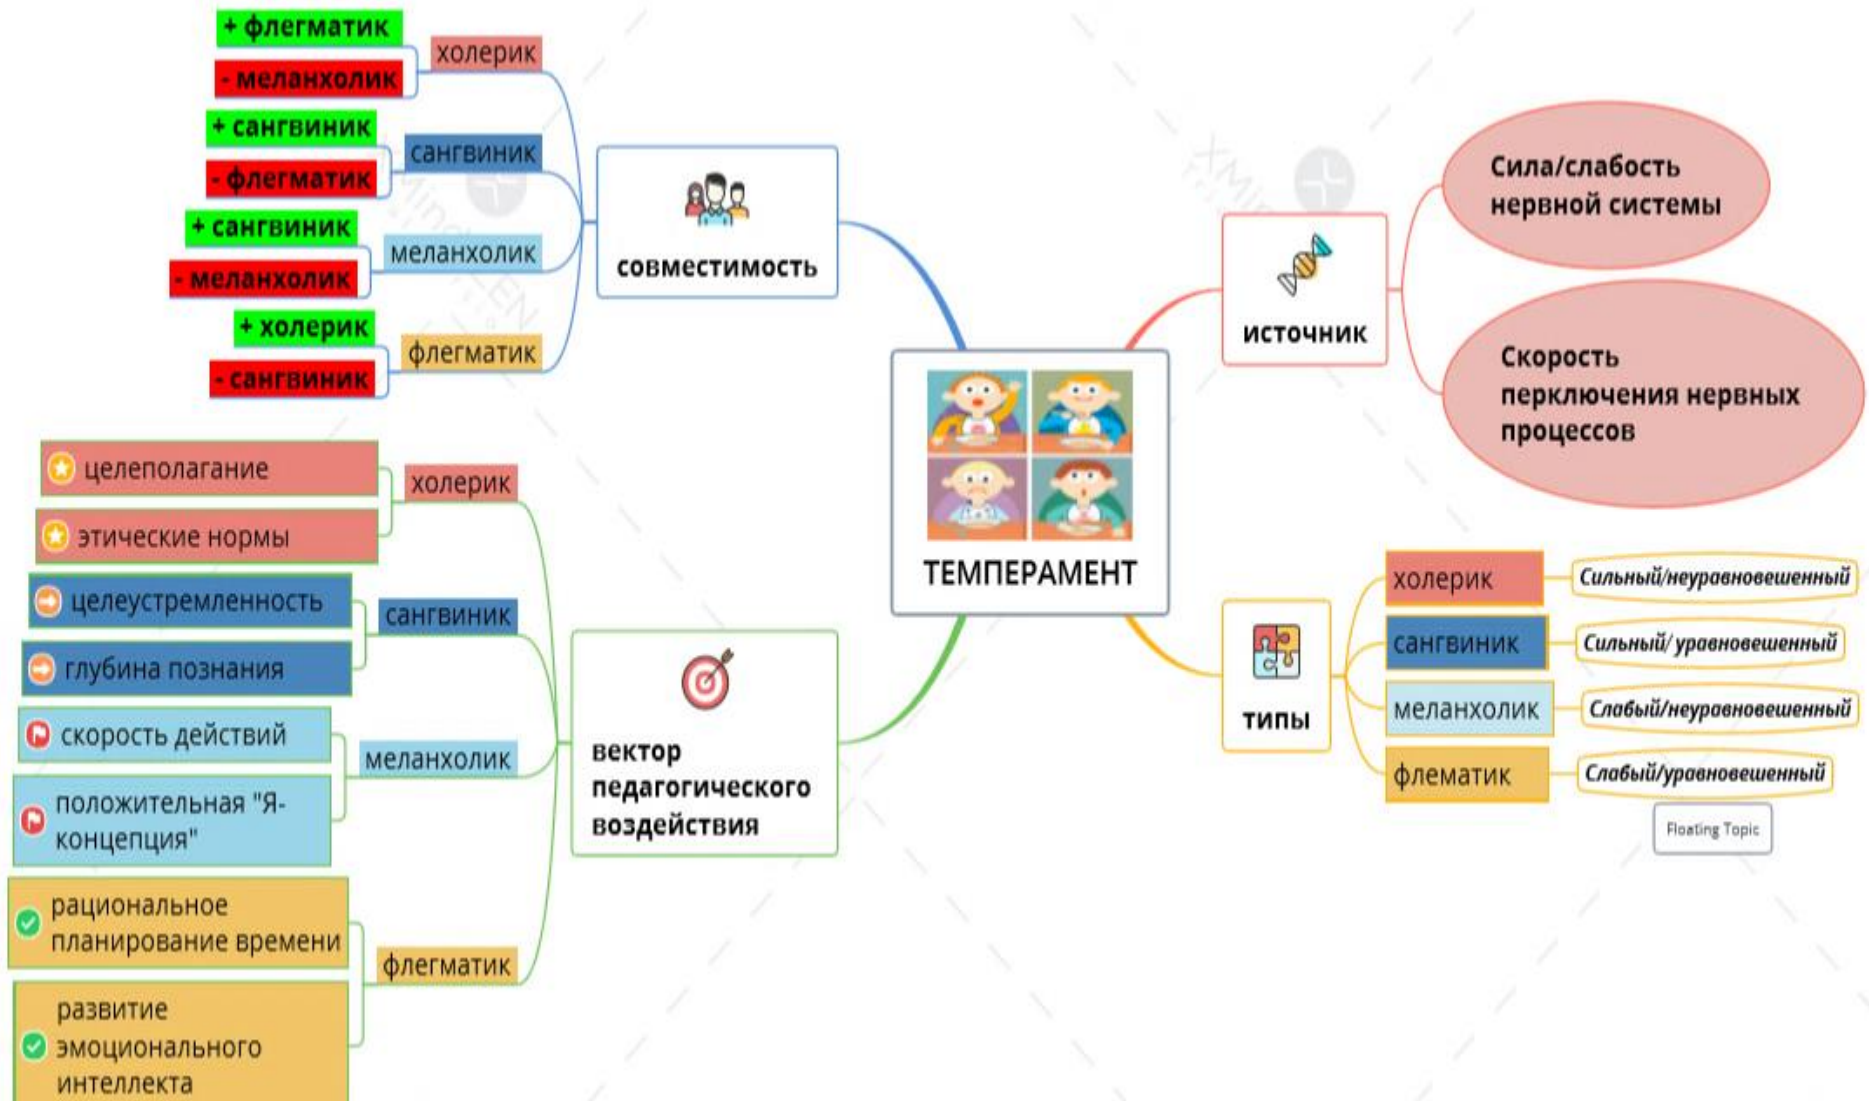 + флегматик
холерик
- меланхолик
+ сангвиник
сангвиник
- флегматик
+ сангвиник
меланхолик
- меланхолик
+ холерик
флегматик
- сангвиник
совместимость
целеполагание
холерик
этические нормы
целеустремленность
сангвиник
глубина познания
скорость действий
меланхолик
положительная "Я-
концепция"
рациональное
планирование времени
флегматик
развитие
эмоционального
интеллекта
вектор
педагогического
воздействия
ТЕМПЕРАМЕНТ
источник
Сила/слабость
нервной системы
Скорость
перключения нервных
процессов
типы
холерик
Сильный/неуравновешенный
сангвиник
Сильный/ уравновешенный
меланхолик
Слабый/неуравновешенный
флематик
Слабый/уравновешенный
Floating Topic